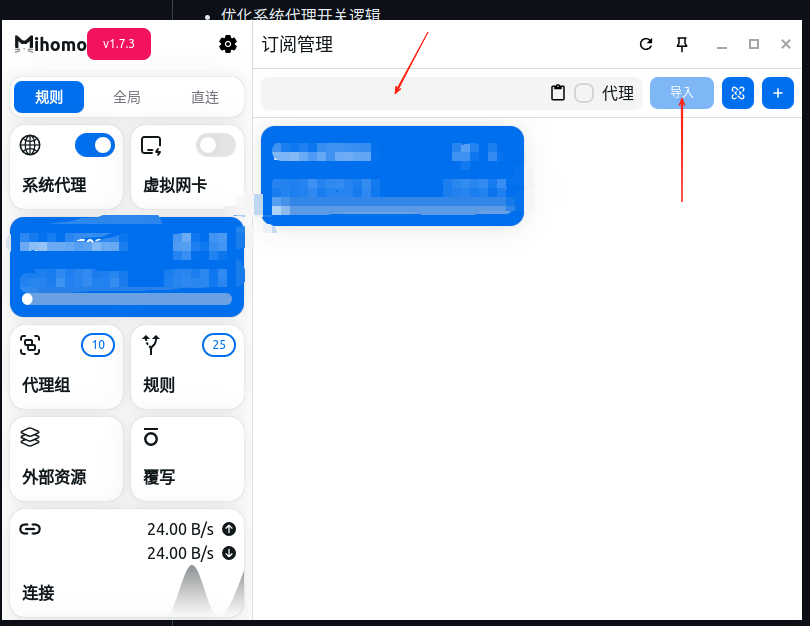 优化系统代理开关逻辑
Mihomo v1.7.3
订阅管理
规则 全局 直连
代理 导入
系统代理 虚拟网卡
10 25
代理组 规则
外部资源 覆写
24.00 B/s
24.00 B/s
连接